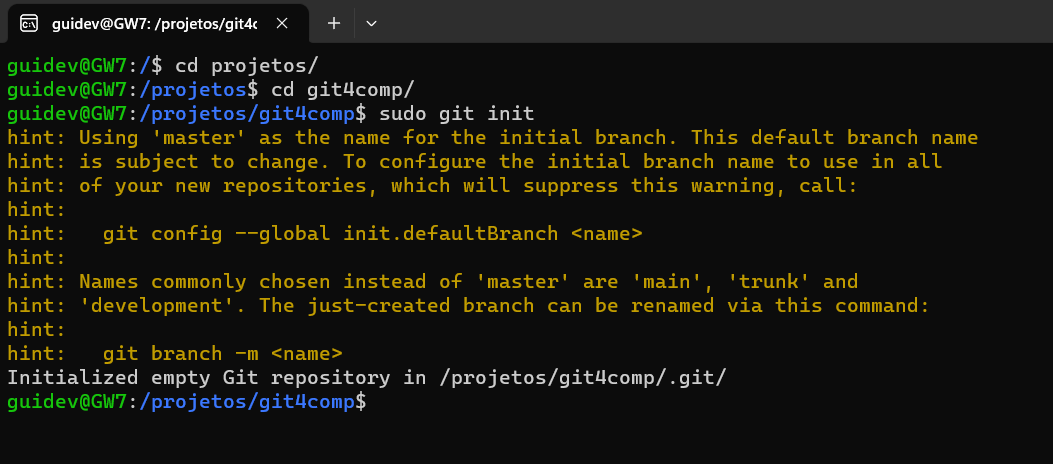 guidev@GW7: /projetos/git4c
guidev@GW7:/$ cd projetos/
guidev@GW7:/projetos$ cd git4comp/
guidev@GW7:/projetos/git4comp$ sudo git init
hint: Using 'master' as the name for the initial branch. This default branch name
hint: is subject to change. To configure the initial branch name to use in all
hint: of your new repositories, which will suppress this warning, call:
hint:
hint:   git config --global init.defaultBranch <name>
hint:
hint: Names commonly chosen instead of 'master' are 'main', 'trunk' and
hint: 'development'. The just-created branch can be renamed via this command:
hint:
hint:   git branch -m <name>
Initialized empty Git repository in /projetos/git4comp/.git/
guidev@GW7:/projetos/git4comp$